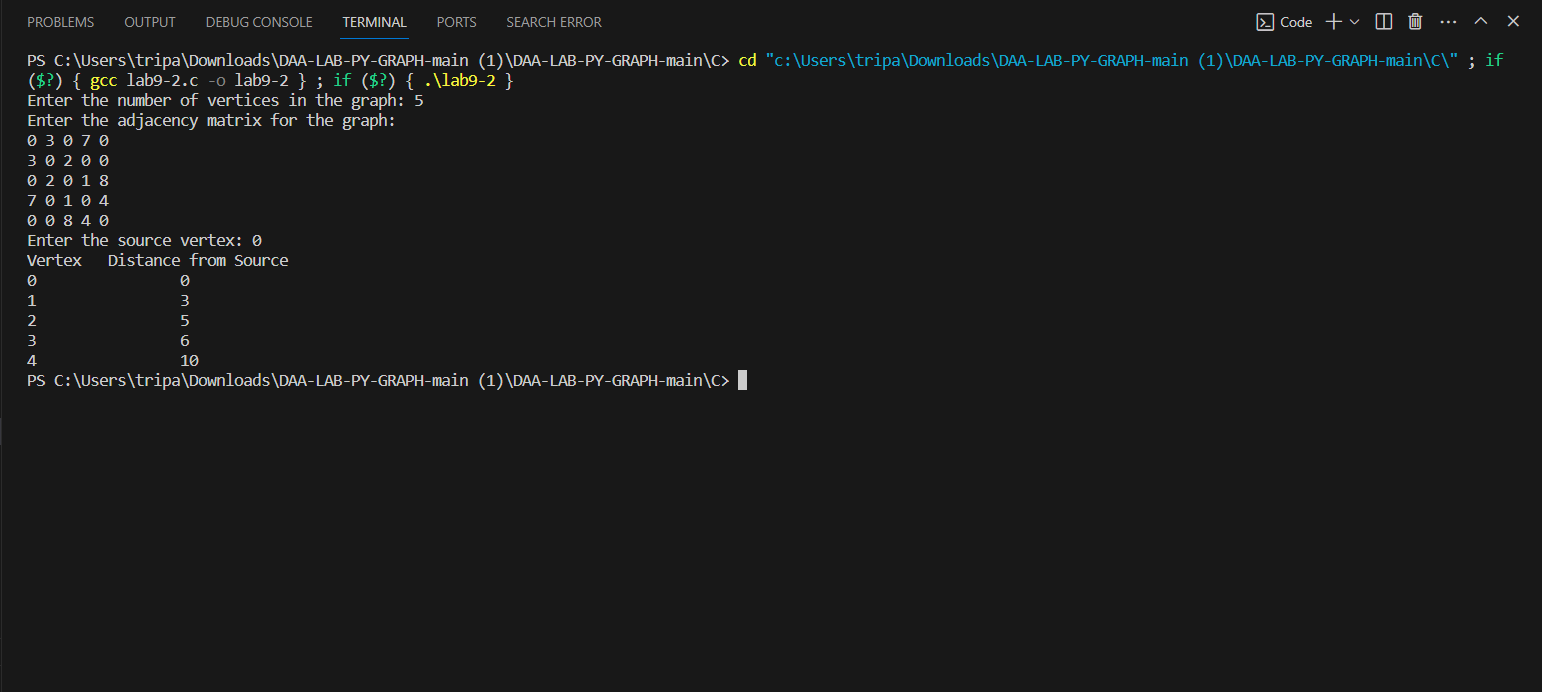 PROBLEMS OUTPUT DEBUG CONSOLE TERMINAL PORTS SEARCH ERROR Code
PS C:\Users\tripa\Downloads\DAA-LAB-PY-GRAPH-main (1)\DAA-LAB-PY-GRAPH-main\C> cd "c:\Users\tripa\Downloads\DAA-LAB-PY-GRAPH-main (1)\DAA-LAB-PY-GRAPH-main\C\" ; if
($?) { gcc lab9-2.c -o lab9-2 } ; if ($?) { .\lab9-2 }
Enter the number of vertices in the graph: 5
Enter the adjacency matrix for the graph:
0 3 0 7 0
3 0 2 0 0
0 2 0 1 8
7 0 1 0 4
0 0 8 4 0
Enter the source vertex: 0
Vertex   Distance from Source
0                0
1                3
2                5
3                6
4                10
PS C:\Users\tripa\Downloads\DAA-LAB-PY-GRAPH-main (1)\DAA-LAB-PY-GRAPH-main\C>